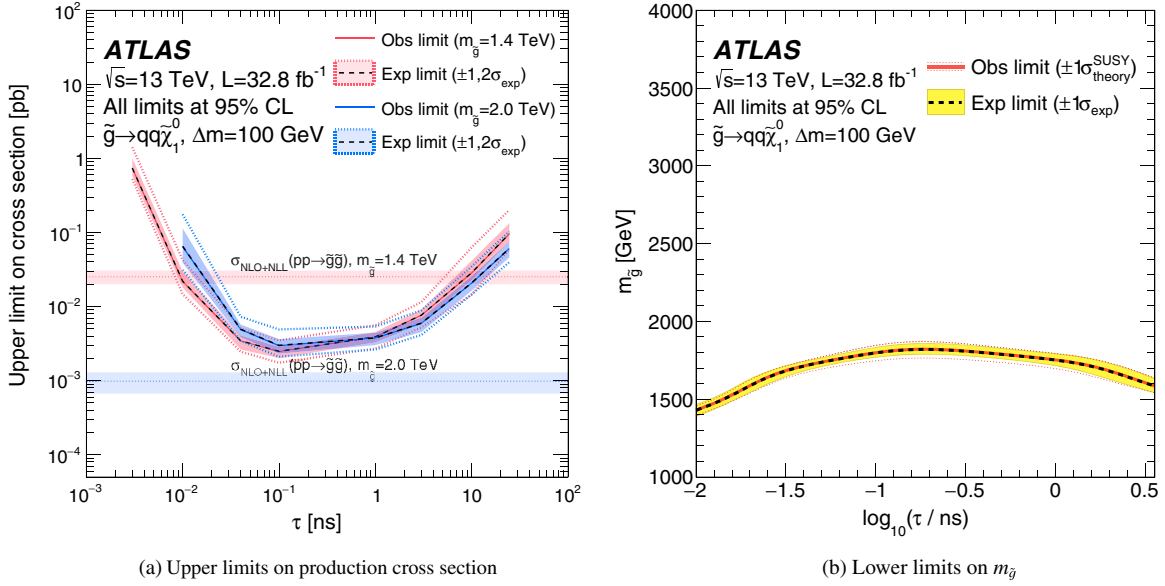 Upper limit on cross section [pb]
10²
10
1
10⁻¹
10⁻²
10⁻³
10⁻⁴
ATLAS
√s=13 TeV, L=32.8 fb⁻¹
All limits at 95% CL
g̃→qqχ̃₁⁰, Δm=100 GeV
Obs limit (m_g̃=1.4 TeV)
Exp limit (±1,2σ_exp)
Obs limit (m_g̃=2.0 TeV)
Exp limit (±1,2σ_exp)
σ_NLO+NLL(pp→g̃g̃), m_g̃=1.4 TeV
σ_NLO+NLL(pp→g̃g̃), m_g̃=2.0 TeV
10⁻³ 10⁻² 10⁻¹ 1 10 10²
τ [ns]
(a) Upper limits on production cross section
m_g̃ [GeV]
4000
3500
3000
2500
2000
1500
1000
ATLAS
√s=13 TeV, L=32.8 fb⁻¹
All limits at 95% CL
g̃→qqχ̃₁⁰, Δm=100 GeV
Obs limit (±1σ_theory^SUSY)
Exp limit (±1σ_exp)
−2 −1.5 −1 −0.5 0 0.5
log₁₀(τ / ns)
(b) Lower limits on m_g̃